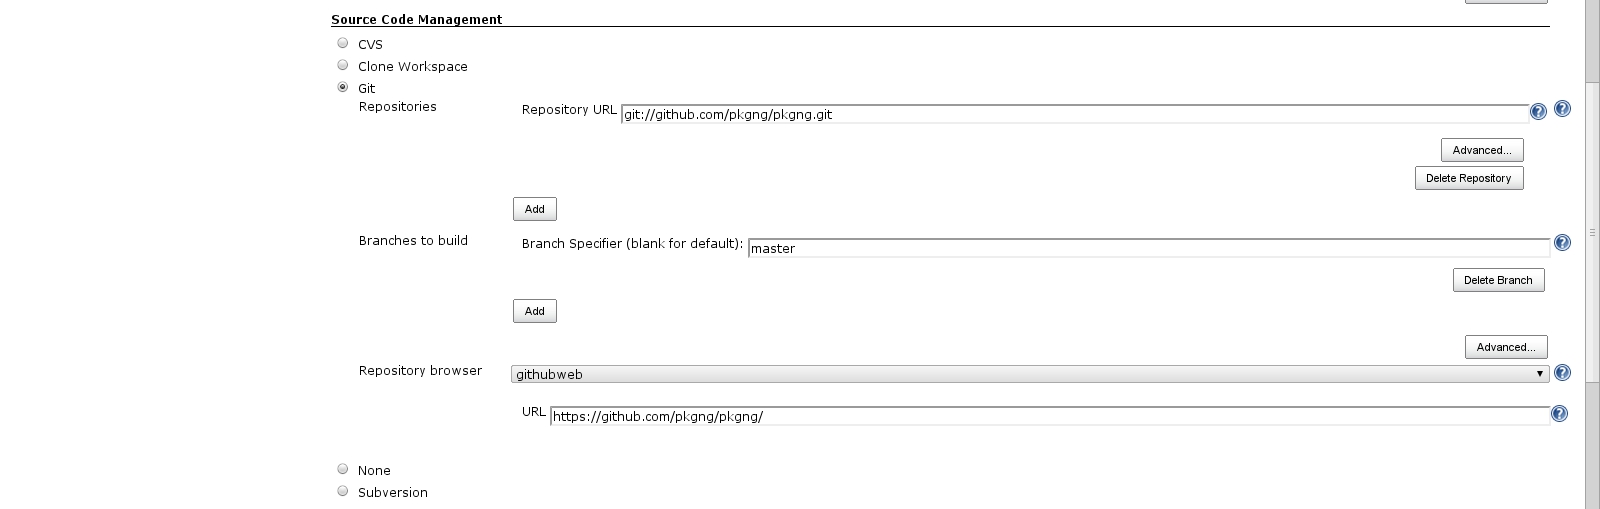 Source Code Management
CVS
Clone Workspace
Git
Repositories
Repository URL git://github.com/pkgng/pkgng.git ? ?
Advanced...
Delete Repository
Add
Branches to build
Branch Specifier (blank for default): master ?
Delete Branch
Add
Advanced...
Repository browser githubweb ?
URL https://github.com/pkgng/pkgng/ ?
None
Subversion